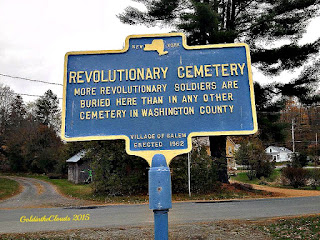 NEW YORK
REVOLUTIONARY CEMETERY
MORE REVOLUTIONARY SOLDIERS ARE
BURIED HERE THAN IN ANY OTHER
CEMETERY IN WASHINGTON COUNTY
VILLAGE OF SALEM
ERECTED 1962
GoldintheClouds 2015